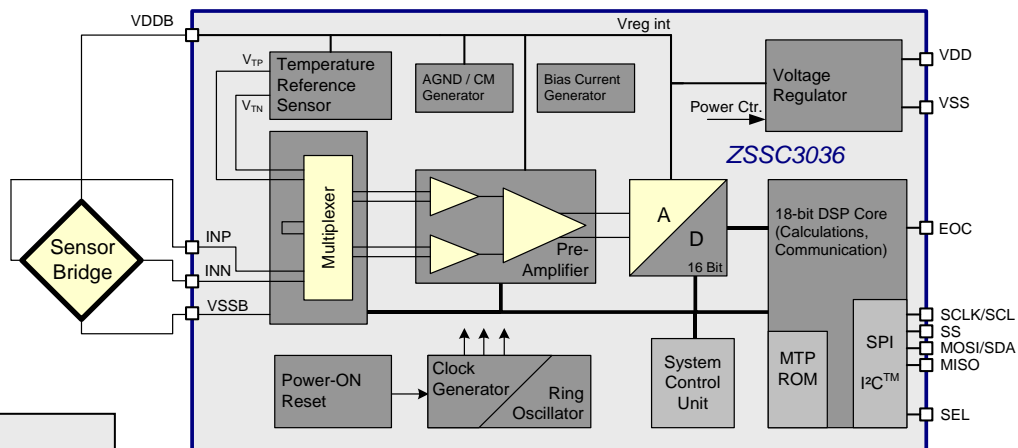 VDDB
Vreg int
VTP
VTN
Temperature
Reference
Sensor
AGND / CM
Generator
Bias Current
Generator
Voltage
Regulator
Power Ctr.
VDD
VSS
ZSSC3036
Sensor
Bridge
INP
INN
VSSB
Multiplexer
Pre-
Amplifier
A
D
16 Bit
18-bit DSP Core
(Calculations,
Communication)
EOC
SCLK/SCL
SS
MOSI/SDA
MISO
SEL
Power-ON
Reset
Clock
Generator
Ring
Oscillator
System
Control
Unit
MTP
ROM
SPI
I²C™